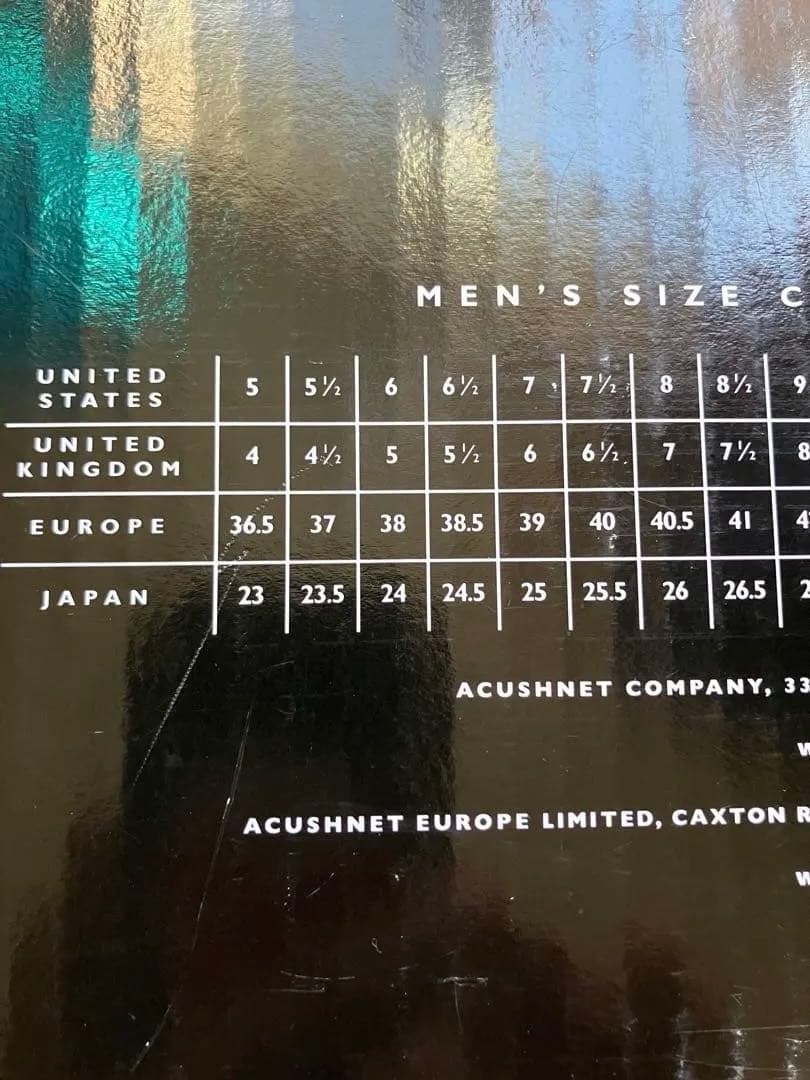 MEN'S SIZE C
UNITED STATES 5 5½ 6 6½ 7 7½ 8 8½ 9
UNITED KINGDOM 4 4½ 5 5½ 6 6½ 7 7½ 8
EUROPE 36.5 37 38 38.5 39 40 40.5 41 4
JAPAN 23 23.5 24 24.5 25 25.5 26 26.5 2
ACUSHNET COMPANY, 33
W
ACUSHNET EUROPE LIMITED, CAXTON R
W